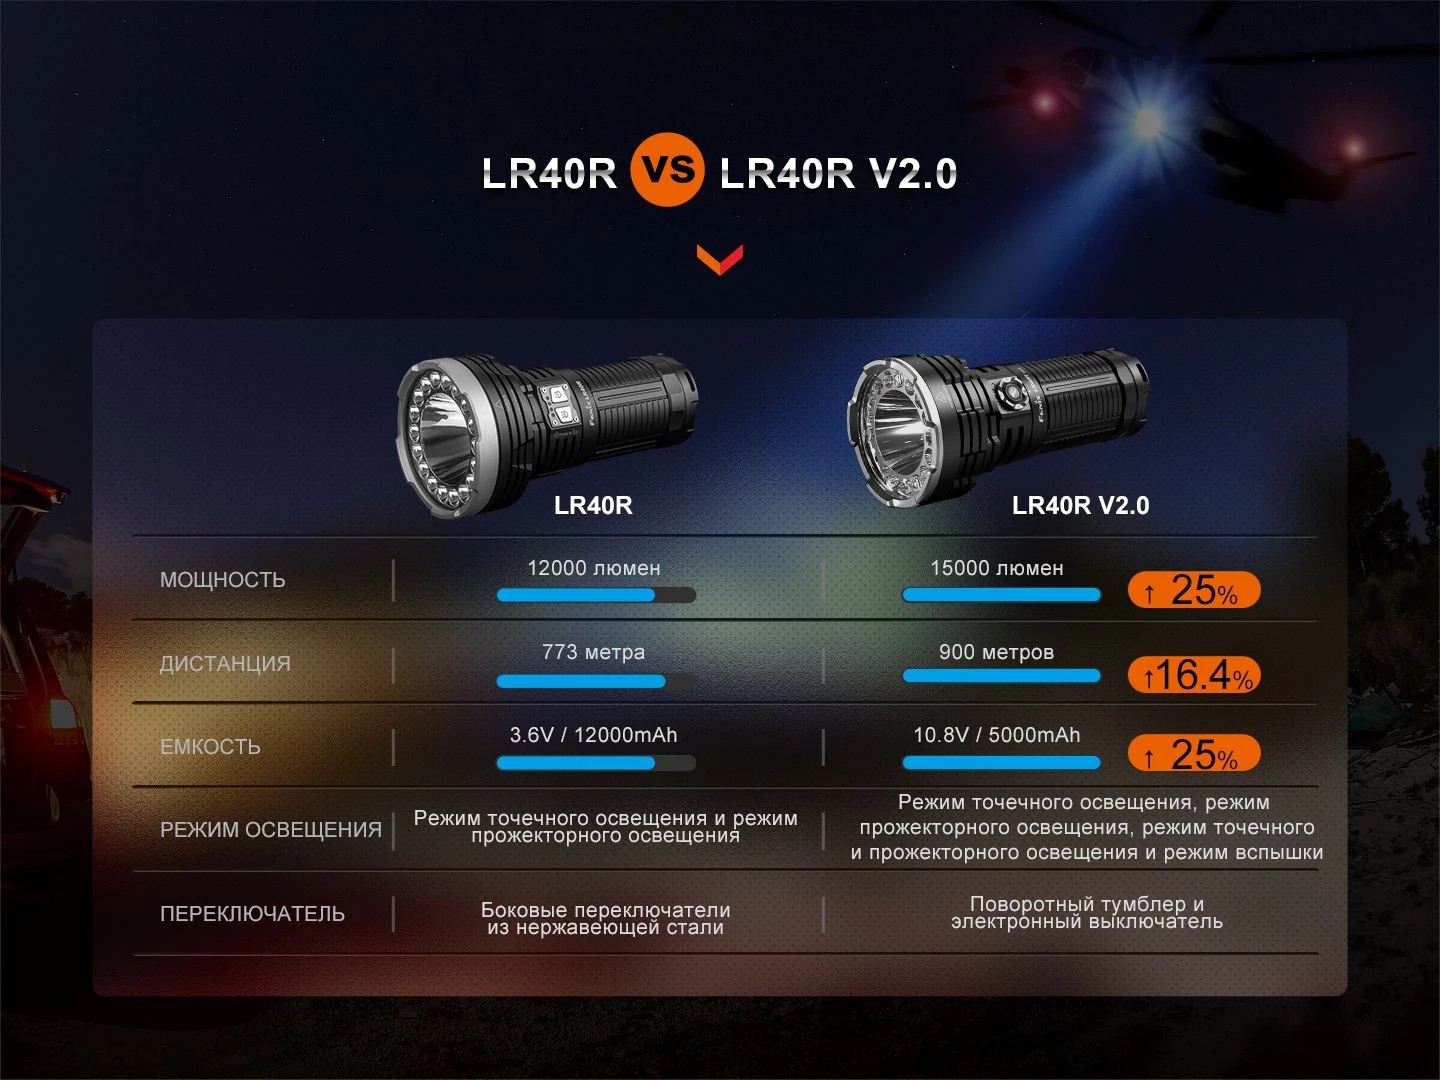 LR40R VS LR40R V2.0
LR40R
LR40R V2.0
МОЩНОСТЬ
12000 люмен
15000 люмен
↑ 25%
ДИСТАНЦИЯ
773 метра
900 метров
↑16.4%
ЕМКОСТЬ
3.6V / 12000mAh
10.8V / 5000mAh
↑ 25%
РЕЖИМ ОСВЕЩЕНИЯ
Режим точечного освещения и режим
прожекторного освещения
Режим точечного освещения, режим
прожекторного освещения, режим точечного
и прожекторного освещения и режим вспышки
ПЕРЕКЛЮЧАТЕЛЬ
Боковые переключатели
из нержавеющей стали
Поворотный тумблер и
электронный выключатель